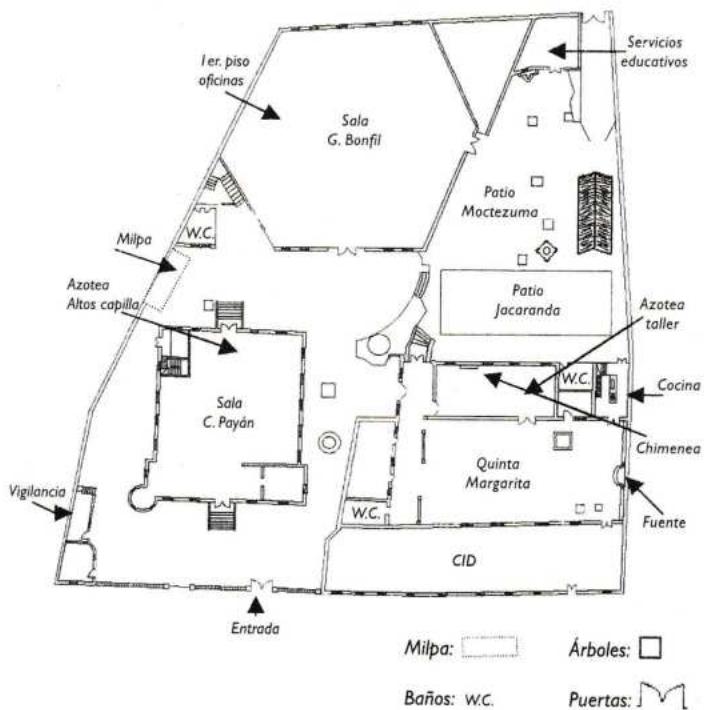 Servicios
educativos
1er. piso
oficinas
Sala
G. Bonfil
Patio
Moctezuma
W.C.
Milpa
Azotea
Altos capilla
Patio
Jacaranda
Azotea
taller
W.C.
Cocina
Sala
C. Payán
Chimenea
Quinta
Margarita
Vigilancia
W.C.
Fuente
CID
Entrada
Milpa:
Árboles:
Baños: W.C.
Puertas: